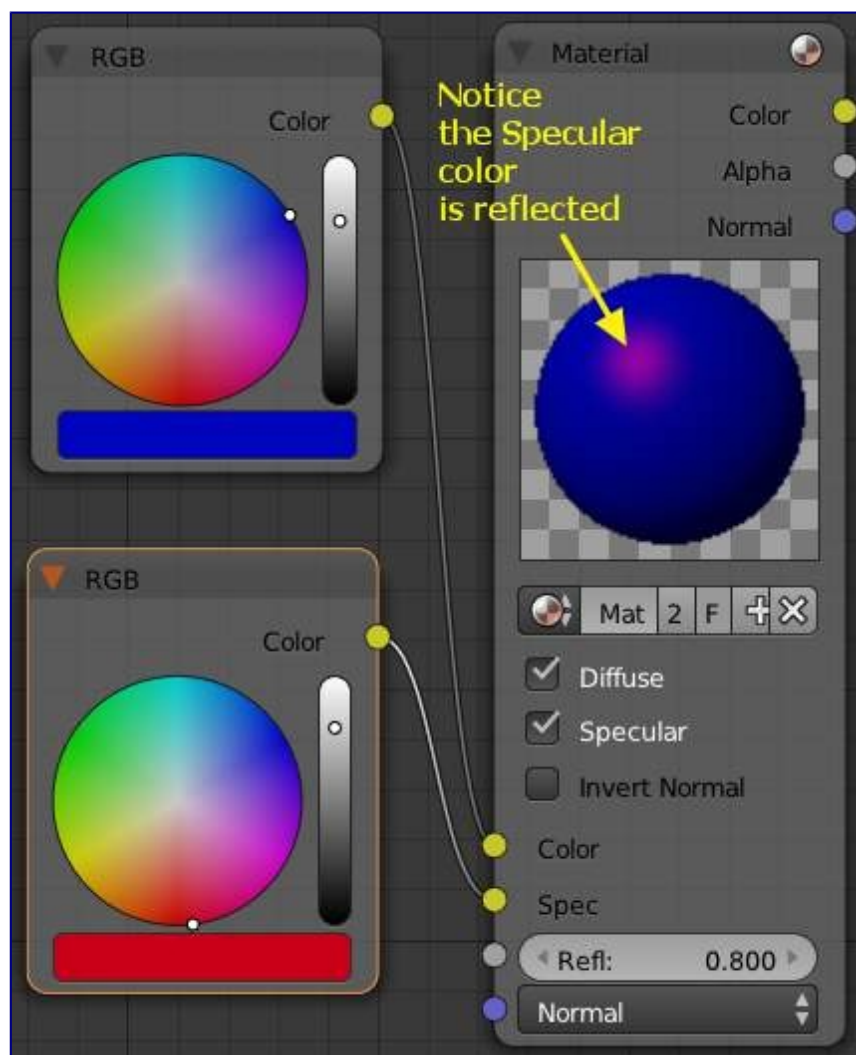 RGB
Color
RGB
Color
Material
Notice
the Specular
color
is reflected
Color
Alpha
Normal
Mat 2 F
Diffuse
Specular
Invert Normal
Color
Spec
Refl: 0.800
Normal